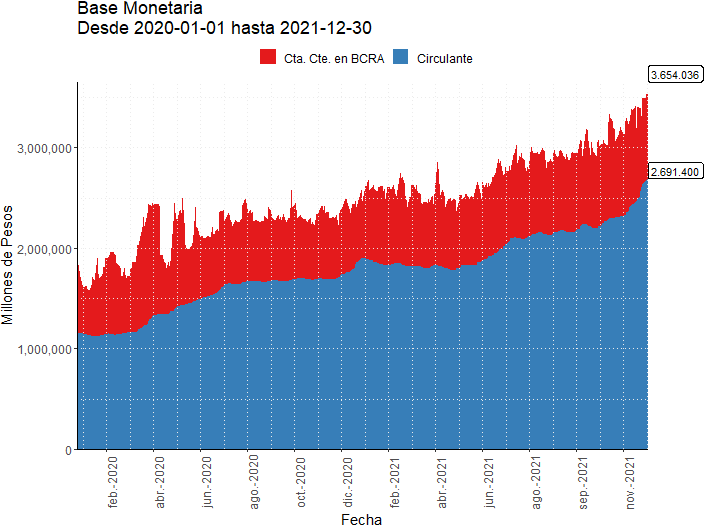 Base Monetaria
Desde 2020-01-01 hasta 2021-12-30
Cta. Cte. en BCRA
Circulante
3.654.036
2.691.400
3,000,000
2,000,000
1,000,000
0
Millones de Pesos
feb.-2020
abr.-2020
jun.-2020
ago.-2020
oct.-2020
dic.-2020
feb.-2021
abr.-2021
jun.-2021
ago.-2021
sep.-2021
nov.-2021
Fecha